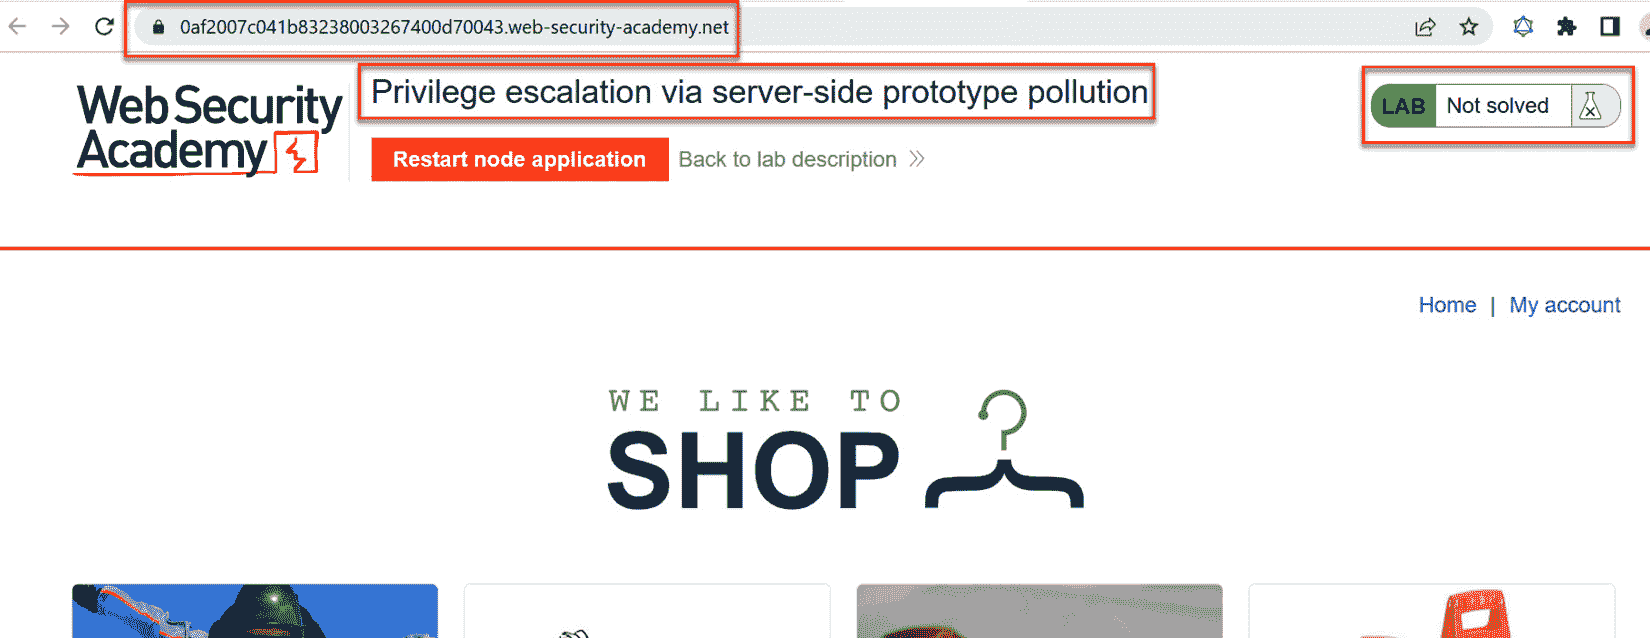 0af2007c041b83238003267400d70043.web-security-academy.net
Web Security Academy
Privilege escalation via server-side prototype pollution
LAB Not solved
Restart node application Back to lab description
Home | My account
WE LIKE TO
SHOP